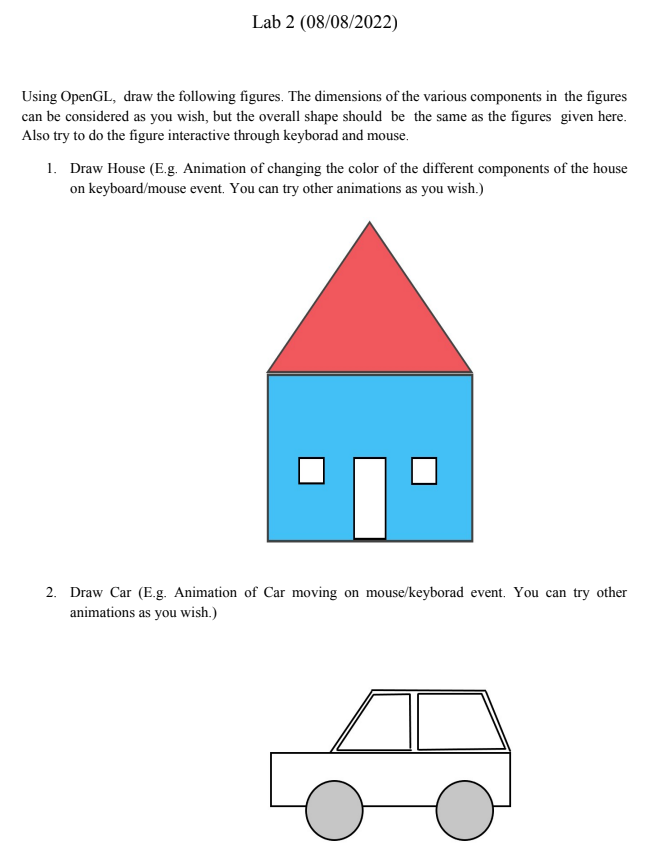 Lab 2 (08/08/2022)
Using OpenGL, draw the following figures. The dimensions of the various components in the figures
can be considered as you wish, but the overall shape should be the same as the figures given here.
Also try to do the figure interactive through keyborad and mouse.
1. Draw House (E.g. Animation of changing the color of the different components of the house
on keyboard/mouse event. You can try other animations as you wish.)
2. Draw Car (E.g. Animation of Car moving on mouse/keyborad event. You can try other
animations as you wish.)